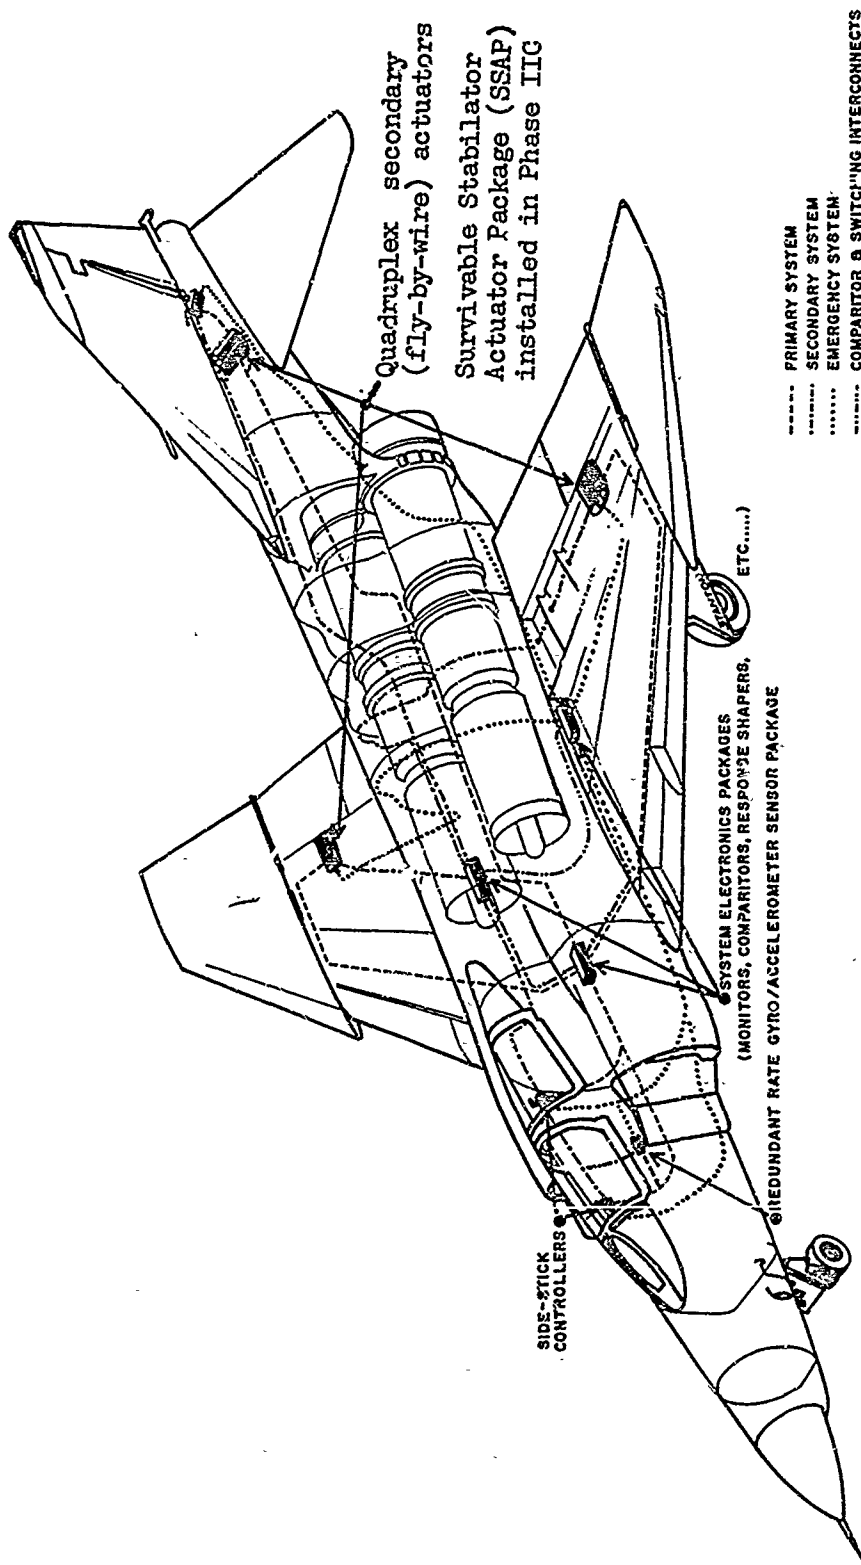 Quadruplex secondary
(fly-by-wire) actuators
Survivable Stabilator
Actuator Package (SSAP)
installed in Phase IIC
PRIMARY SYSTEM
SECONDARY SYSTEM
EMERGENCY SYSTEM
COMPARITOR & SWITCHING INTERCONNECTS
SYSTEM ELECTRONICS PACKAGES
(MONITORS, COMPARITORS, RESPONSE SHAPERS, ETC.....)
REDUNDANT RATE GYRO/ACCELEROMETER SENSOR PACKAGE
SIDE-STICK
CONTROLLERS